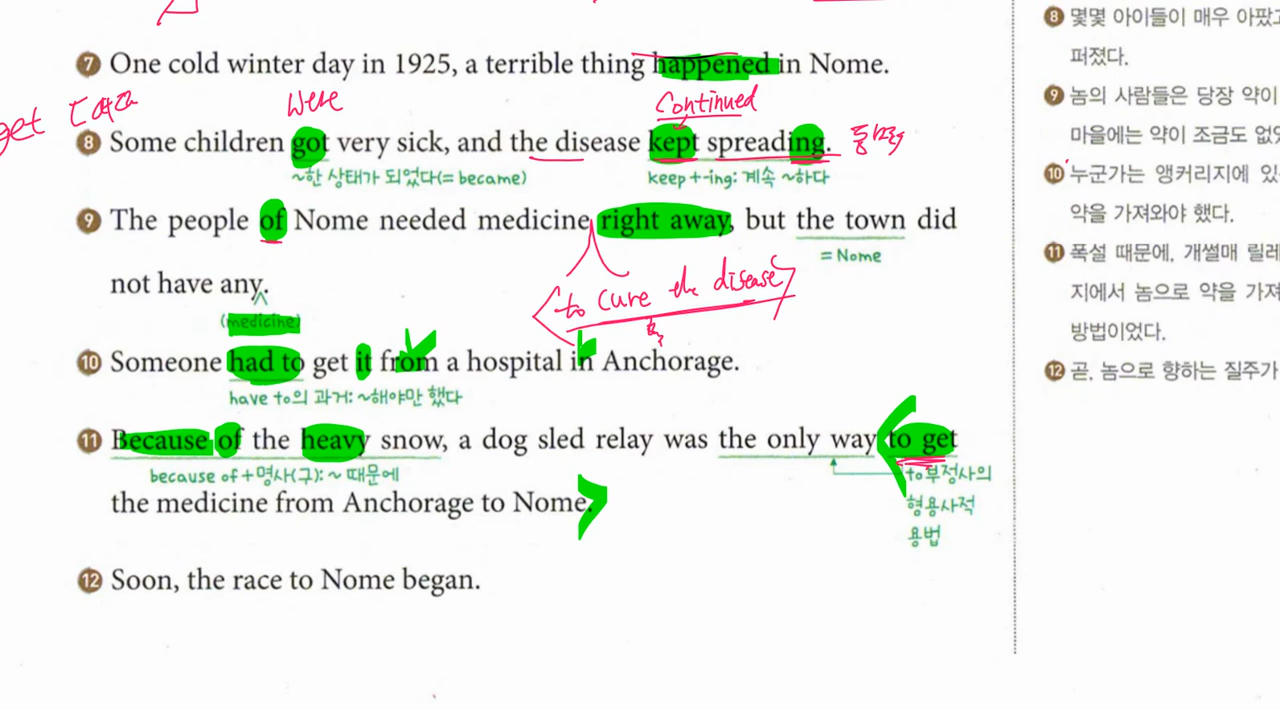 ❼ One cold winter day in 1925, a terrible thing happened in Nome.
❽ 몇몇 아이들이 매우 아팠고
퍼졌다.
get
were
continued
❽ Some children got very sick, and the disease kept spreading.
~한 상태가 되었다(= became)
keep + -ing: 계속 ~하다
❾ 놈의 사람들은 당장 약이
마을에는 약이 조금도 없었
❾ The people of Nome needed medicine right away, but the town did
= Nome
not have any.
(medicine)
to cure the disease
❿ 누군가는 앵커리지에 있
약을 가져와야 했다.
❿ Someone had to get it from a hospital in Anchorage.
have to의 과거: ~해야만 했다
⓫ 폭설 때문에, 개썰매 릴레
지에서 놈으로 약을 가져
방법이었다.
⓫ Because of the heavy snow, a dog sled relay was the only way to get
because of + 명사(구): ~ 때문에
to부정사의
형용사적
용법
the medicine from Anchorage to Nome.
⓬ 곧, 놈으로 향하는 질주가
⓬ Soon, the race to Nome began.